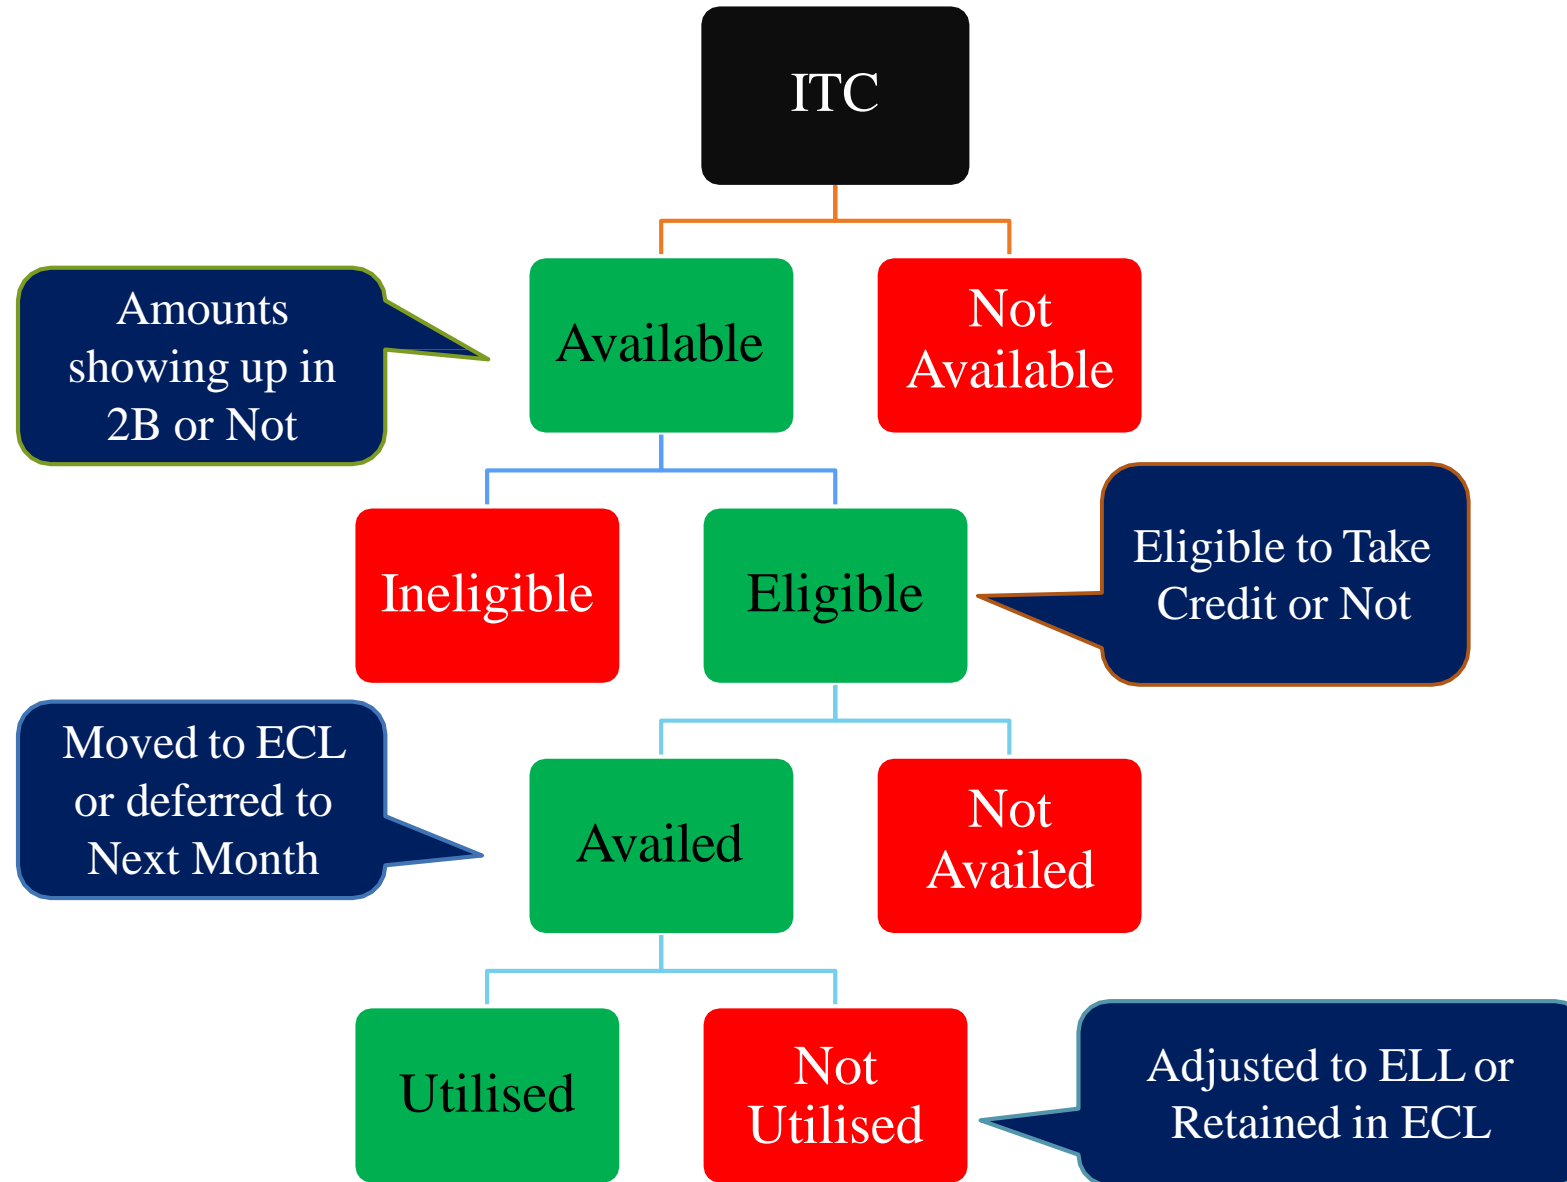 ITC
Amounts
showing up in
2B or Not
Available
Not
Available
Ineligible
Eligible
Eligible to Take
Credit or Not
Moved to ECL
or deferred to
Next Month
Availed
Not
Availed
Utilised
Not
Utilised
Adjusted to ELL or
Retained in ECL